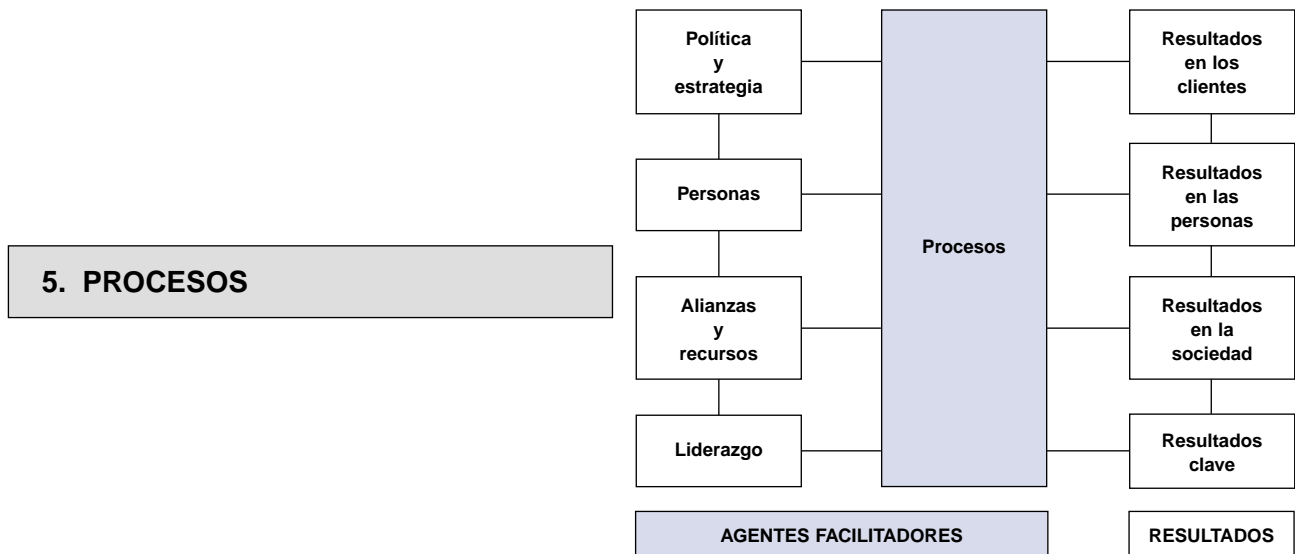 5. PROCESOS
Política
y
estrategia
Personas
Alianzas
y
recursos
Liderazgo
Procesos
Resultados
en los
clientes
Resultados
en las
personas
Resultados
en la
sociedad
Resultados
clave
AGENTES FACILITADORES
RESULTADOS